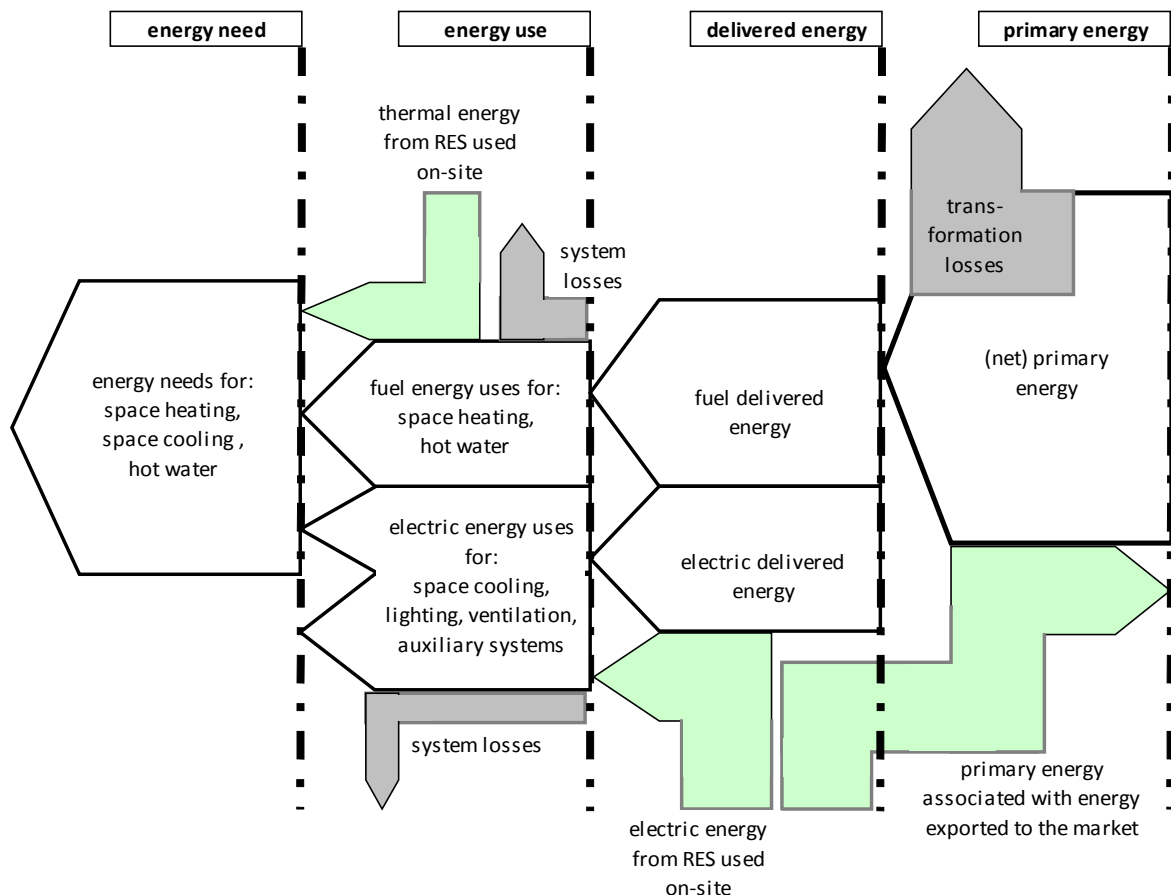 energy need
energy use
delivered energy
primary energy
thermal energy
from RES used
on-site
system
losses
trans-
formation
losses
energy needs for:
space heating,
space cooling ,
hot water
fuel energy uses for:
space heating,
hot water
fuel delivered
energy
(net) primary
energy
electric energy uses
for:
space cooling,
lighting, ventilation,
auxiliary systems
electric delivered
energy
system losses
electric energy
from RES used
on-site
primary energy
associated with energy
exported to the market